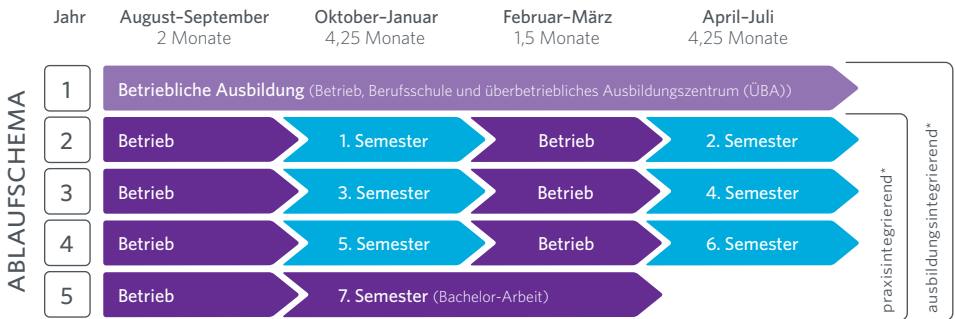 Jahr
August–September
2 Monate
Oktober–Januar
4,25 Monate
Februar–März
1,5 Monate
April–Juli
4,25 Monate
ABLAUFSCHEMA
1
Betriebliche Ausbildung (Betrieb, Berufsschule und überbetriebliches Ausbildungszentrum (ÜBA))
2
Betrieb
1. Semester
Betrieb
2. Semester
3
Betrieb
3. Semester
Betrieb
4. Semester
4
Betrieb
5. Semester
Betrieb
6. Semester
5
Betrieb
7. Semester (Bachelor-Arbeit)
praxisintegrierend*
ausbildungsintegrierend*